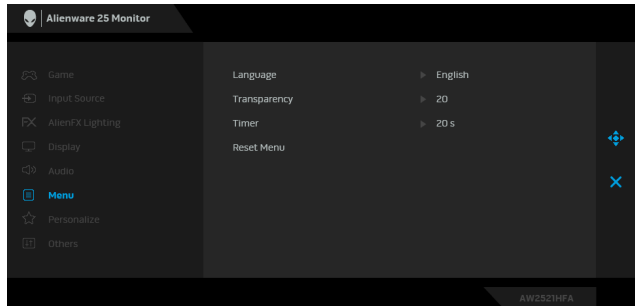 Alienware 25 Monitor
Game
Input Source
FX AlienFX Lighting
Display
Audio
Menu
Personalize
Others
Language English
Transparency 20
Timer 20 s
Reset Menu
AW2521HFA